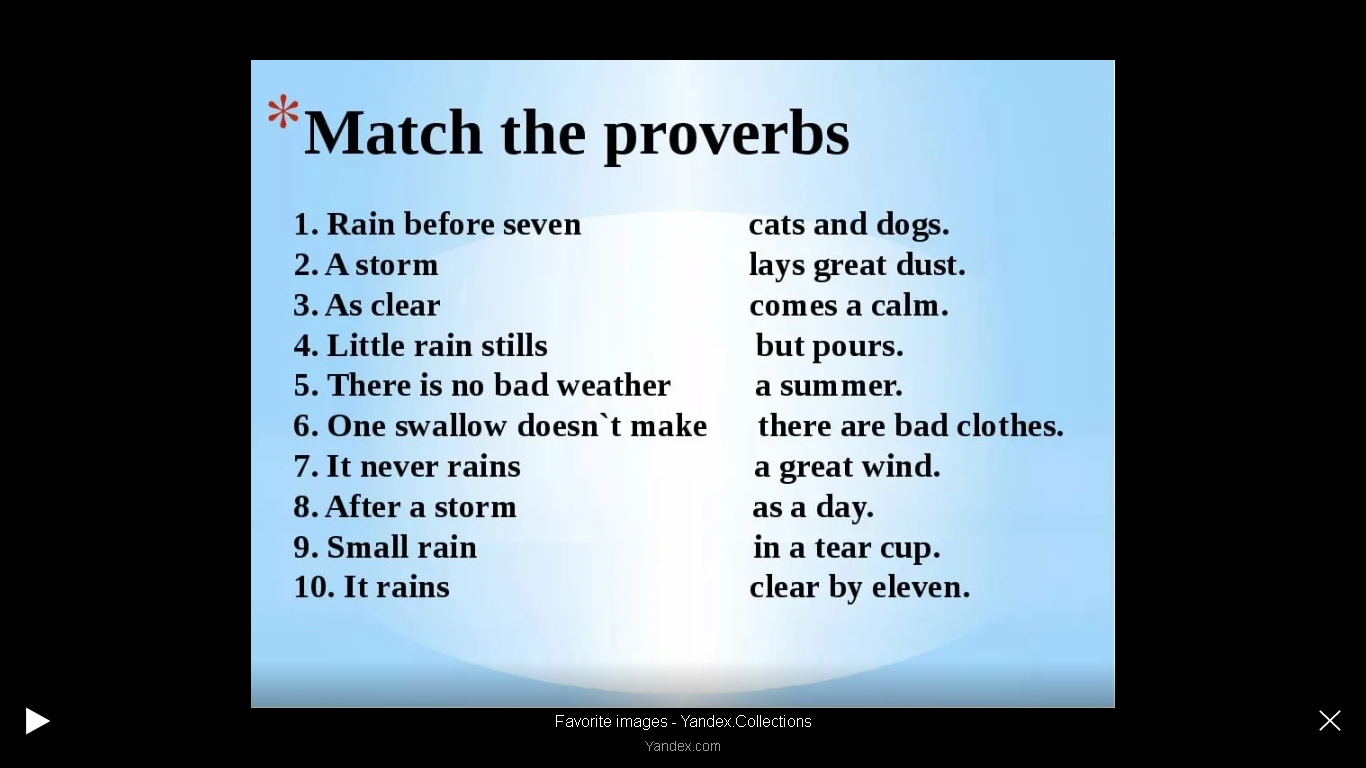 *Match the proverbs
1. Rain before seven cats and dogs.
2. A storm lays great dust.
3. As clear comes a calm.
4. Little rain stills but pours.
5. There is no bad weather a summer.
6. One swallow doesn`t make there are bad clothes.
7. It never rains a great wind.
8. After a storm as a day.
9. Small rain in a tear cup.
10. It rains clear by eleven.
Favorite images - Yandex.Collections
Yandex.com